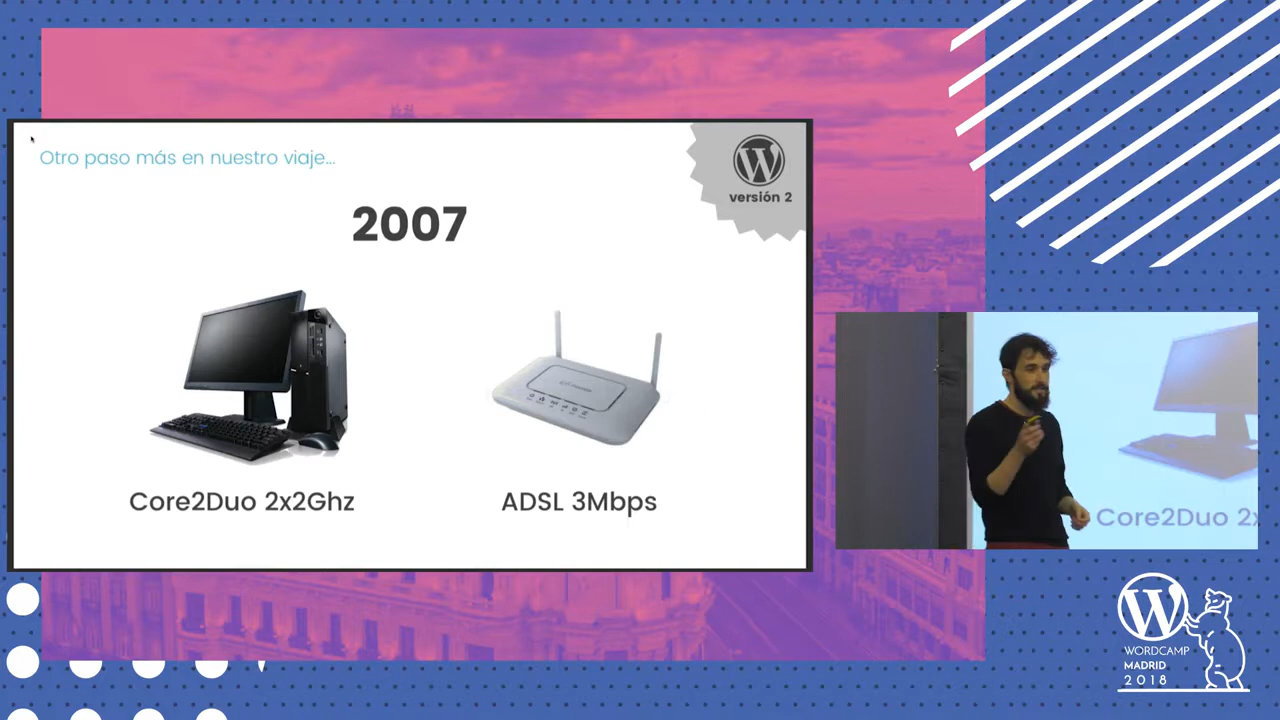 Otro paso más en nuestro viaje...
versión 2
2007
Core2Duo 2x2Ghz
ADSL 3Mbps
Core2Duo 2x
WORDCAMP
MADRID
2018